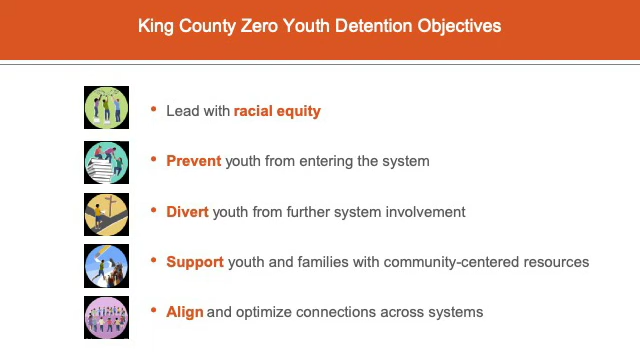 King County Zero Youth Detention Objectives
• Lead with racial equity
• Prevent youth from entering the system
• Divert youth from further system involvement
• Support youth and families with community-centered resources
• Align and optimize connections across systems